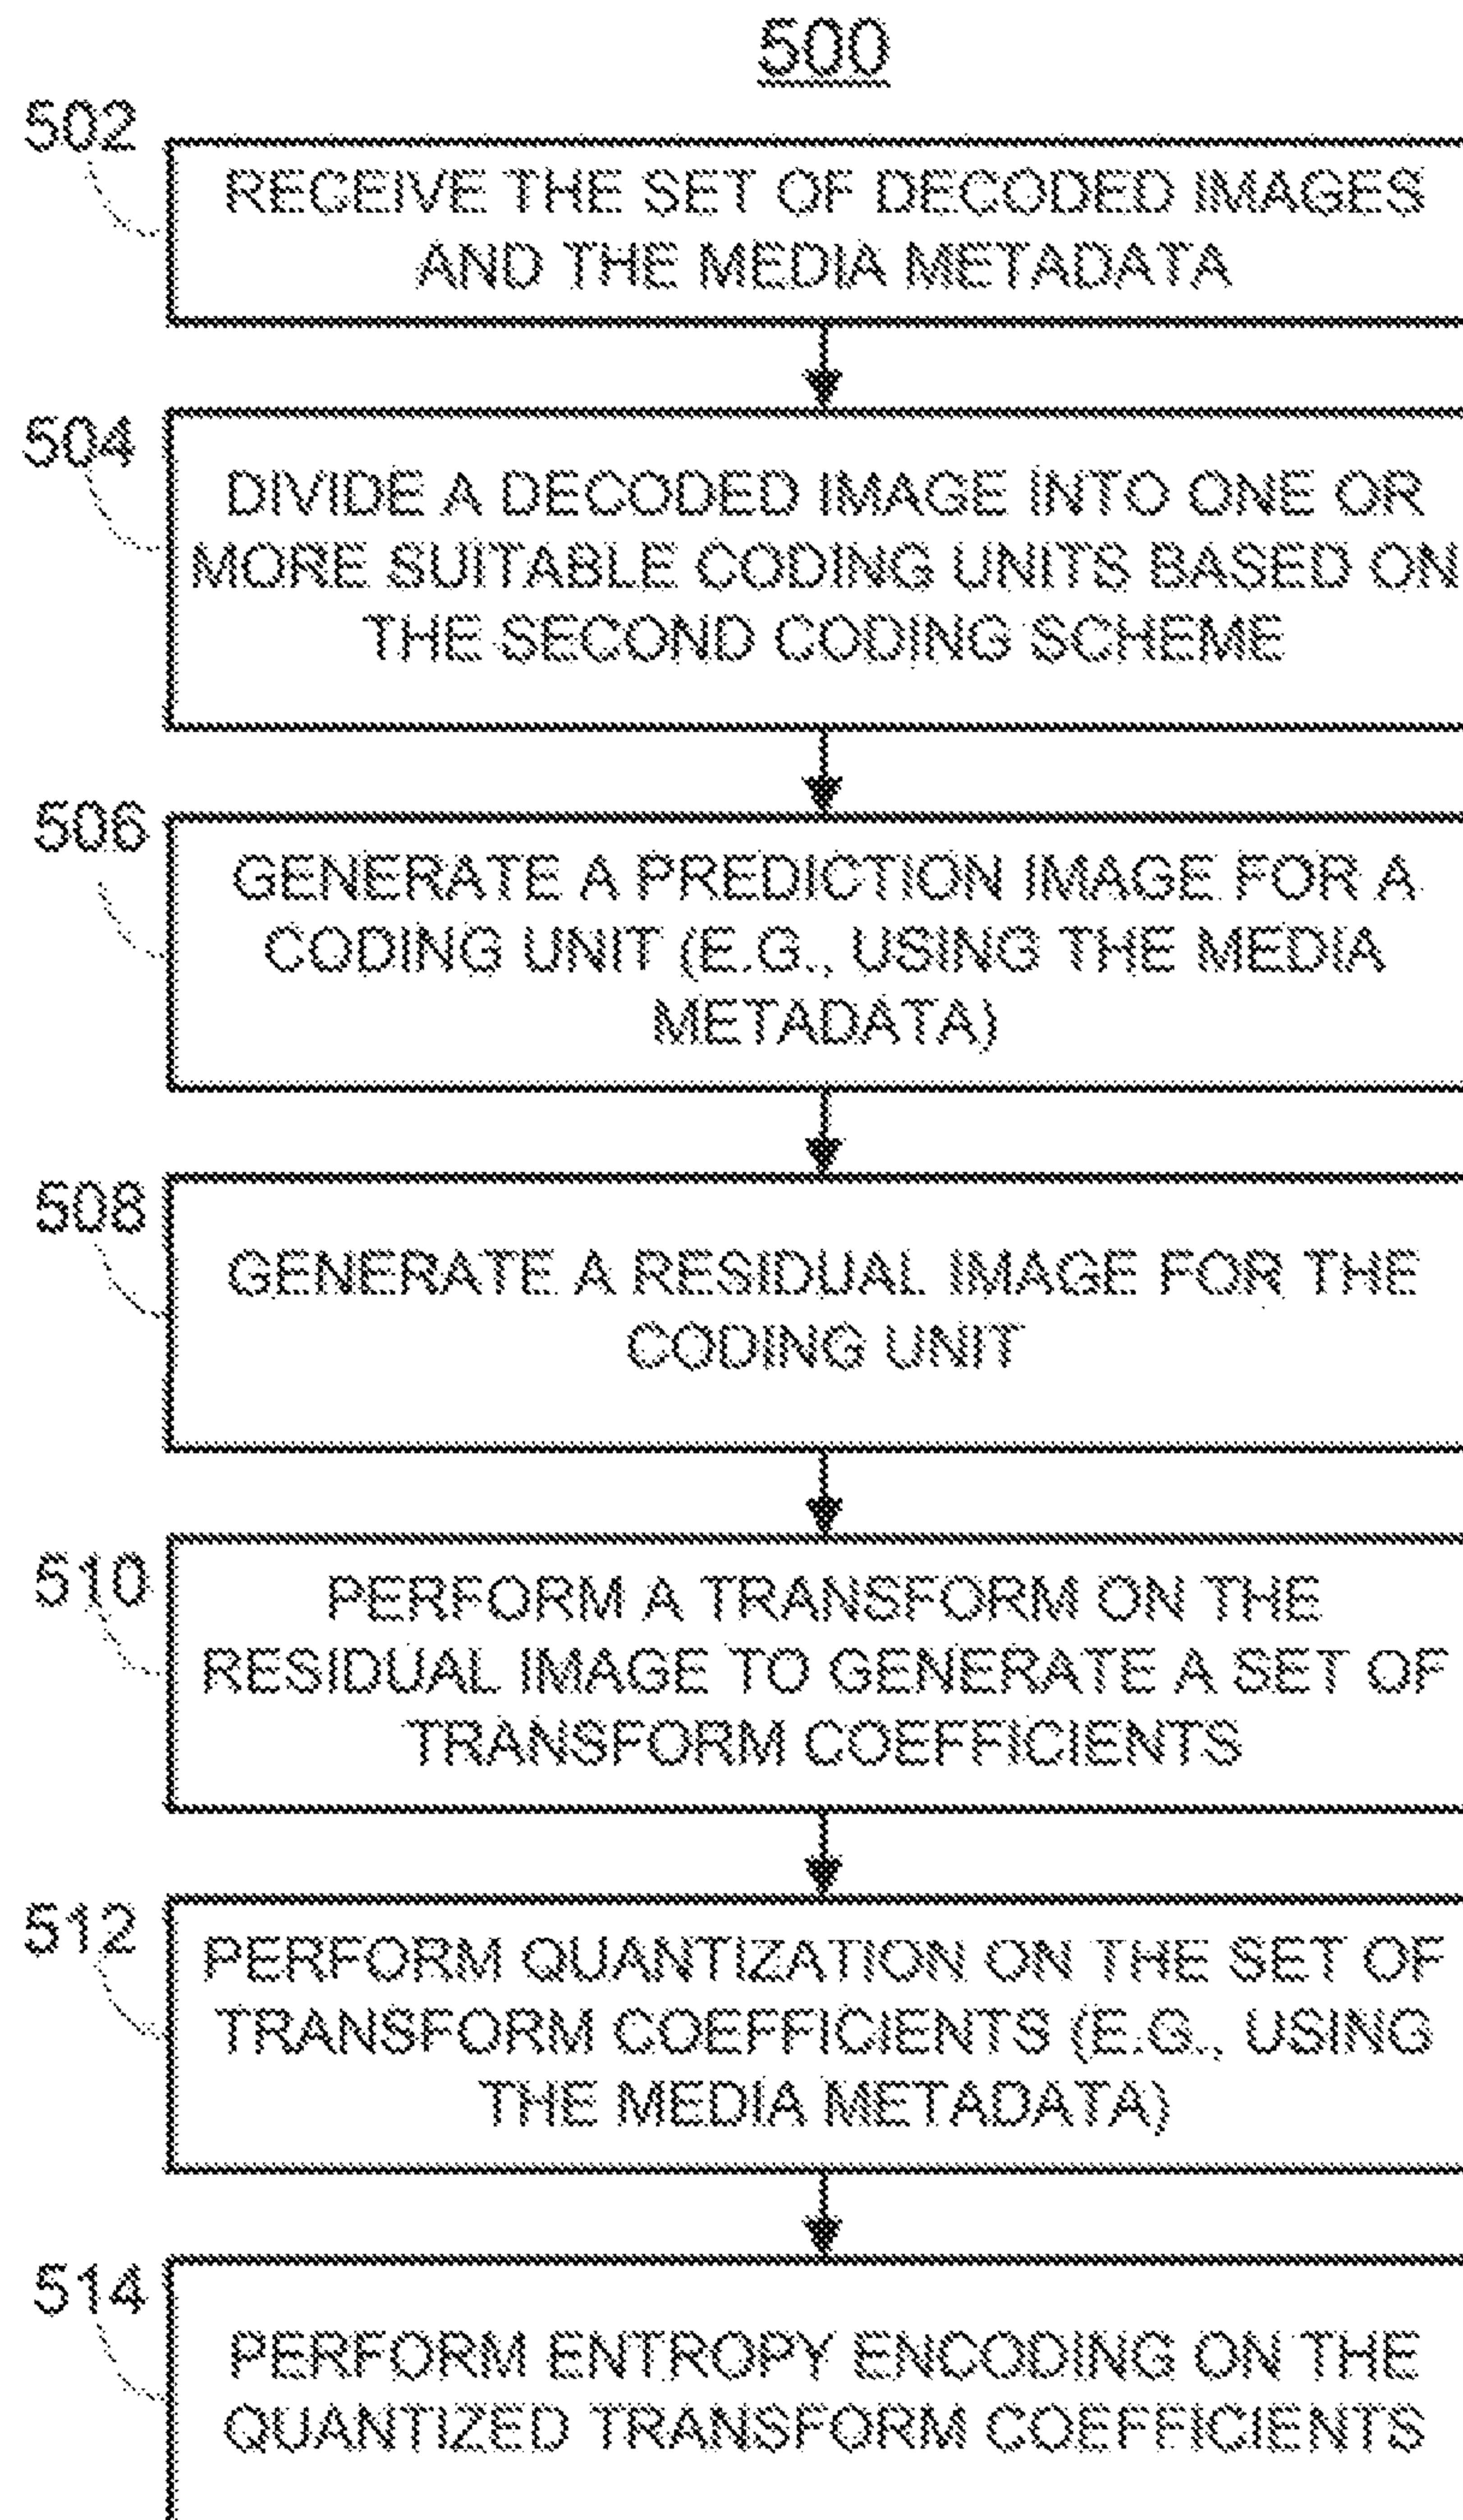 500
502
RECEIVE THE SET OF DECODED IMAGES
AND THE MEDIA METADATA
504
DIVIDE A DECODED IMAGE INTO ONE OR
MORE SUITABLE CODING UNITS BASED ON
THE SECOND CODING SCHEME
506
GENERATE A PREDICTION IMAGE FOR A
CODING UNIT (E.G., USING THE MEDIA
METADATA)
508
GENERATE A RESIDUAL IMAGE FOR THE
CODING UNIT
510
PERFORM A TRANSFORM ON THE
RESIDUAL IMAGE TO GENERATE A SET OF
TRANSFORM COEFFICIENTS
512
PERFORM QUANTIZATION ON THE SET OF
TRANSFORM COEFFICIENTS (E.G., USING
THE MEDIA METADATA)
514
PERFORM ENTROPY ENCODING ON THE
QUANTIZED TRANSFORM COEFFICIENTS